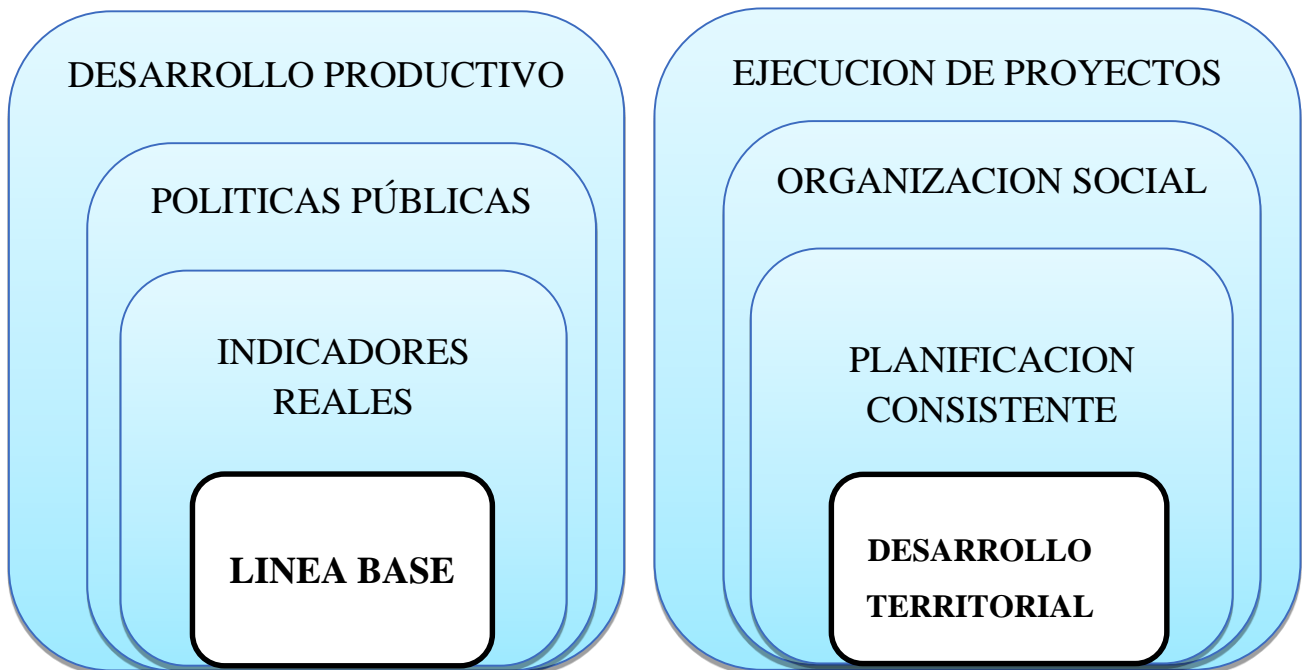 DESARROLLO PRODUCTIVO
POLITICAS PÚBLICAS
INDICADORES
REALES
LINEA BASE
EJECUCION DE PROYECTOS
ORGANIZACION SOCIAL
PLANIFICACION
CONSISTENTE
DESARROLLO
TERRITORIAL